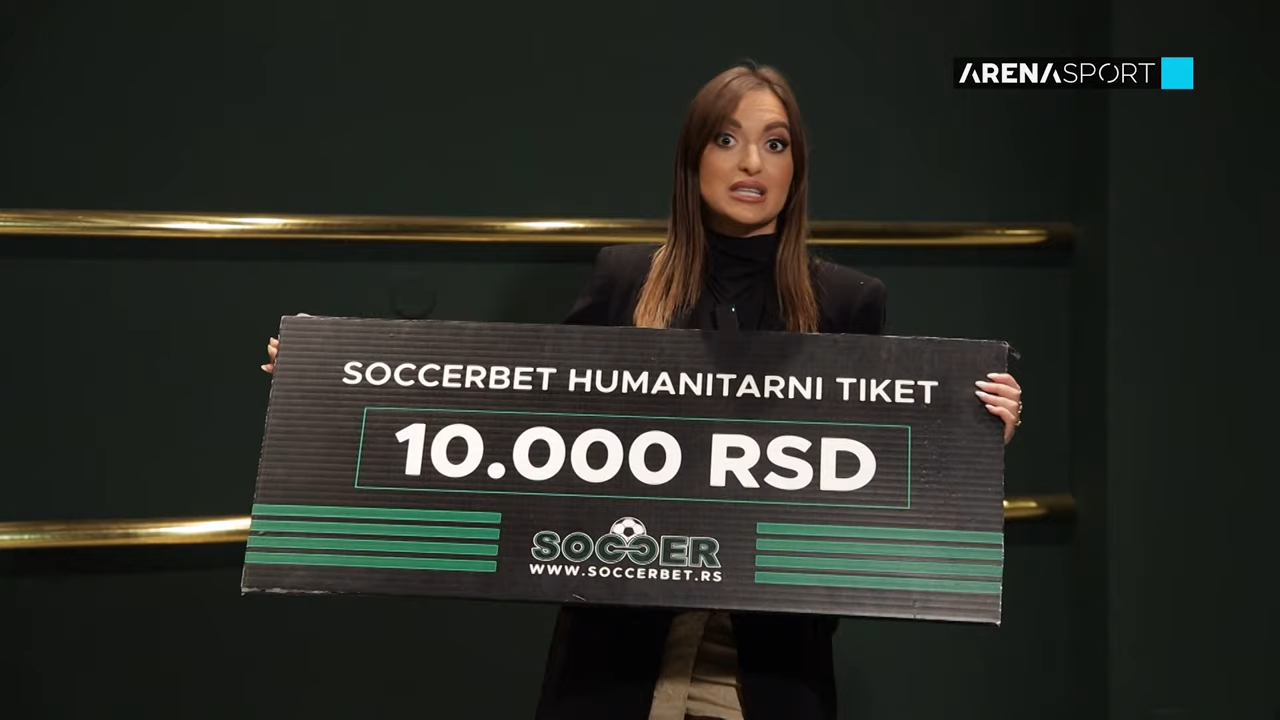 ARENASPORT
SOCCERBET HUMANITARNI TIKET
10.000 RSD
SOCCER
WWW.SOCCERBET.RS